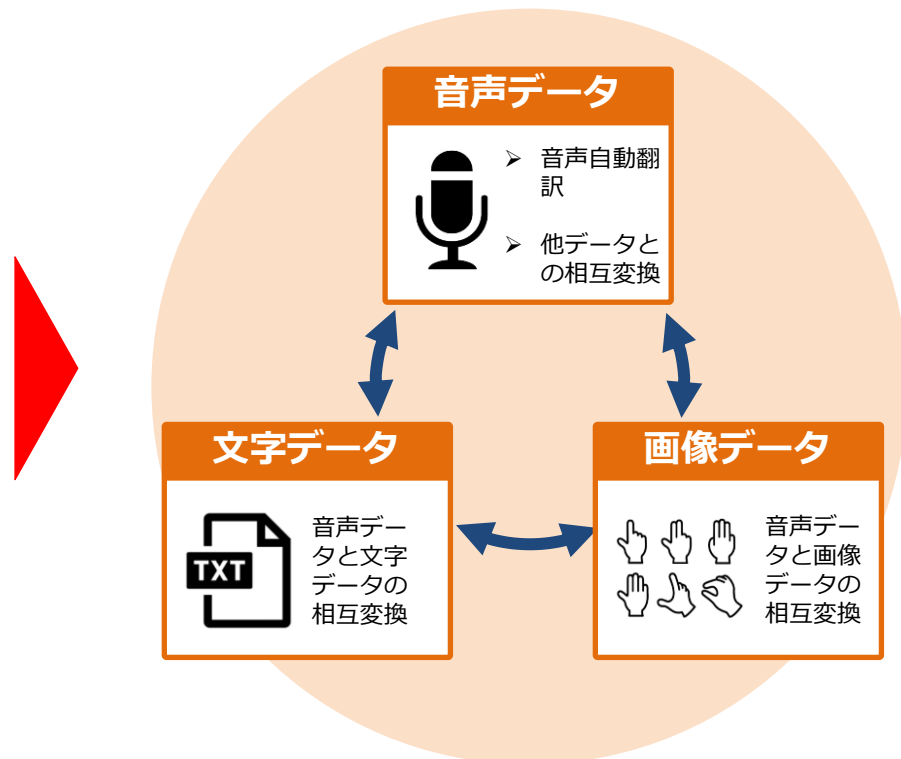 音声データ
➢ 音声自動翻
訳
➢ 他データと
の相互変換
文字データ
TXT
音声デー
タと文字
データの
相互変換
画像データ
音声デー
タと画像
データの
相互変換